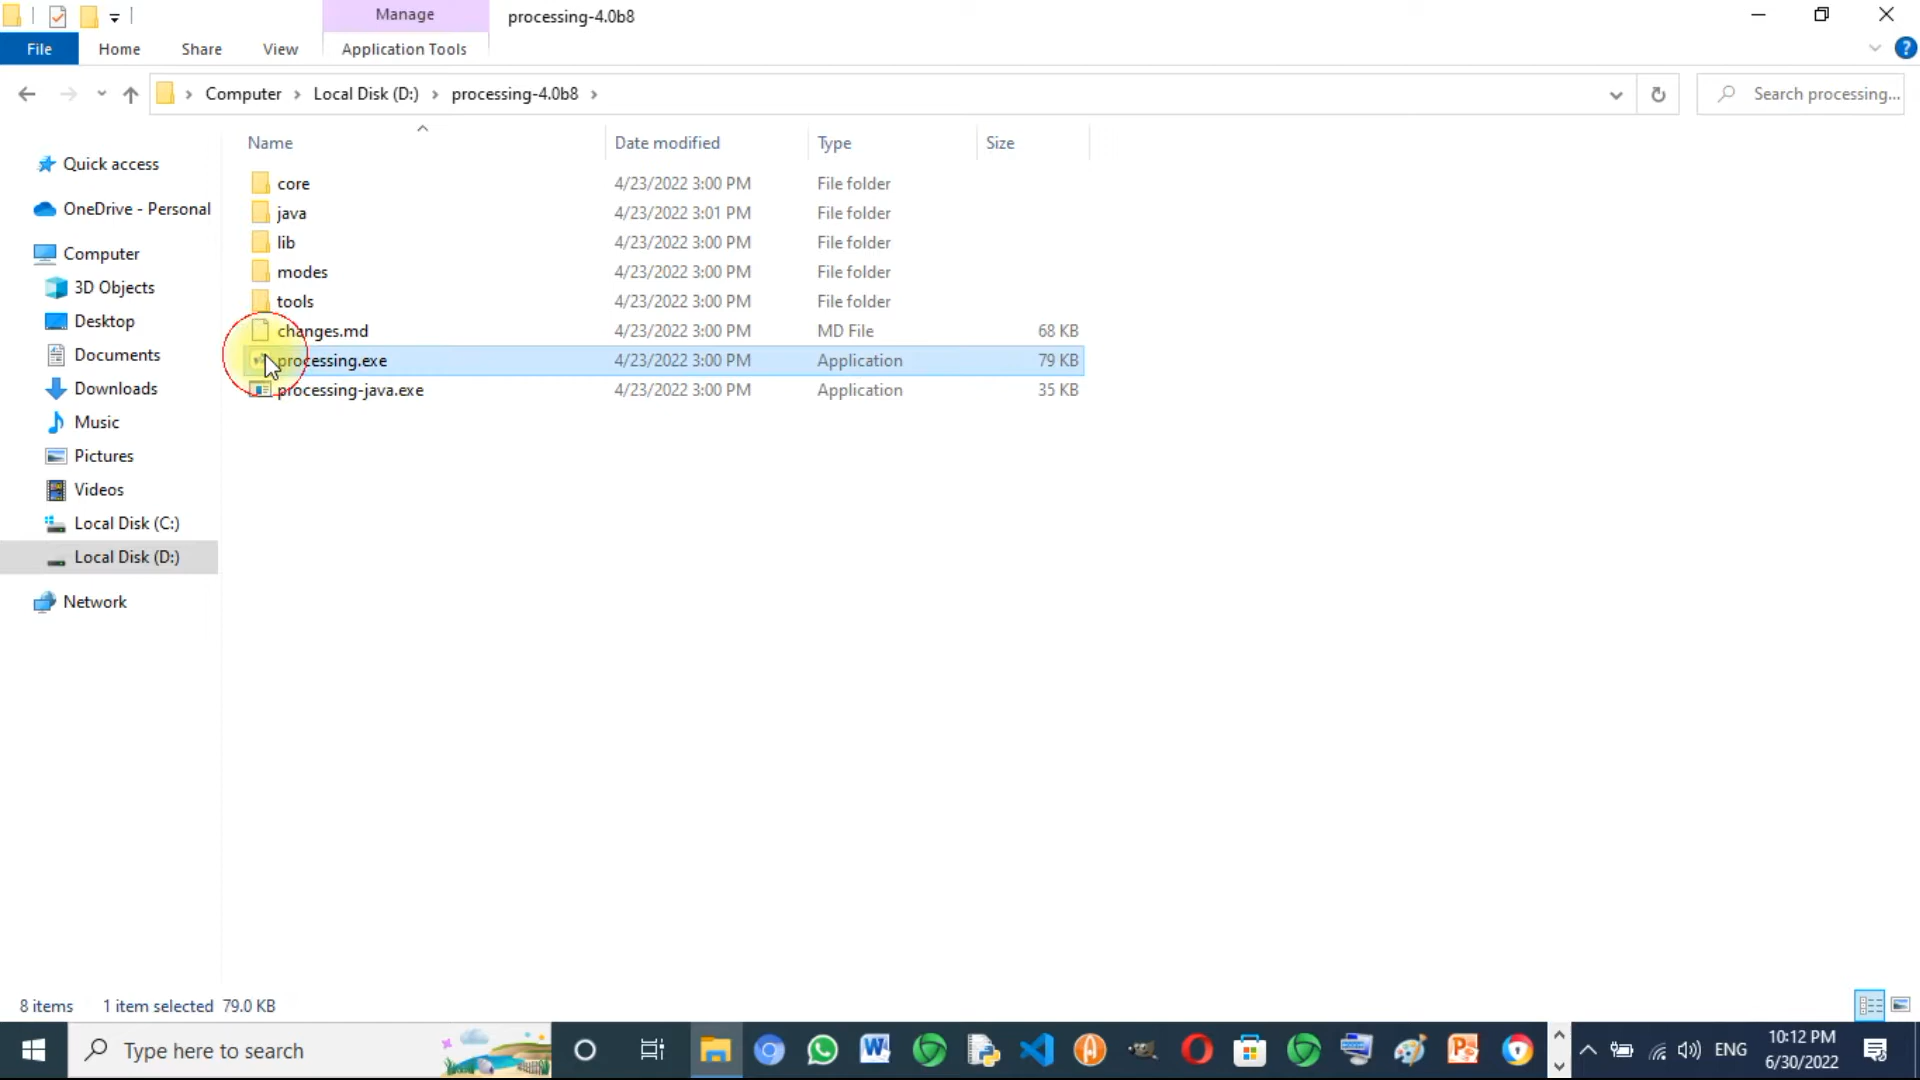 Manage
processing-4.0b8
File
Home
Share
View
Application Tools
Computer
Local Disk (D:)
processing-4.0b8
Search processing...
Name
Date modified
Type
Size
Quick access
OneDrive - Personal
Computer
3D Objects
Desktop
Documents
Downloads
Music
Pictures
Videos
Local Disk (C:)
Local Disk (D:)
Network
core 4/23/2022 3:00 PM File folder
java 4/23/2022 3:01 PM File folder
lib 4/23/2022 3:00 PM File folder
modes 4/23/2022 3:00 PM File folder
tools 4/23/2022 3:00 PM File folder
changes.md 4/23/2022 3:00 PM MD File 68 KB
processing.exe 4/23/2022 3:00 PM Application 79 KB
processing-java.exe 4/23/2022 3:00 PM Application 35 KB
8 items 1 item selected 79.0 KB
Type here to search
ENG
10:12 PM
6/30/2022